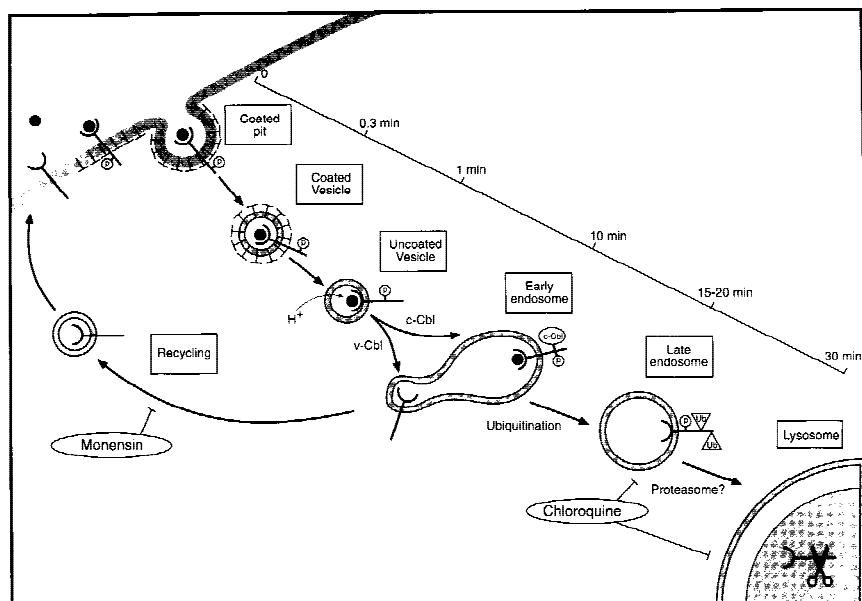 0
0.3 min
1 min
10 min
15-20 min
30 min
Coated
pit
P
P
Coated
Vesicle
P
Uncoated
Vesicle
P
H+
c-Cbl
v-Cbl
Early
endosome
c-Cbl
P
Recycling
Monensin
Ubiquitination
Late
endosome
P
Ub
Ub
Lysosome
Proteasome?
Chloroquine